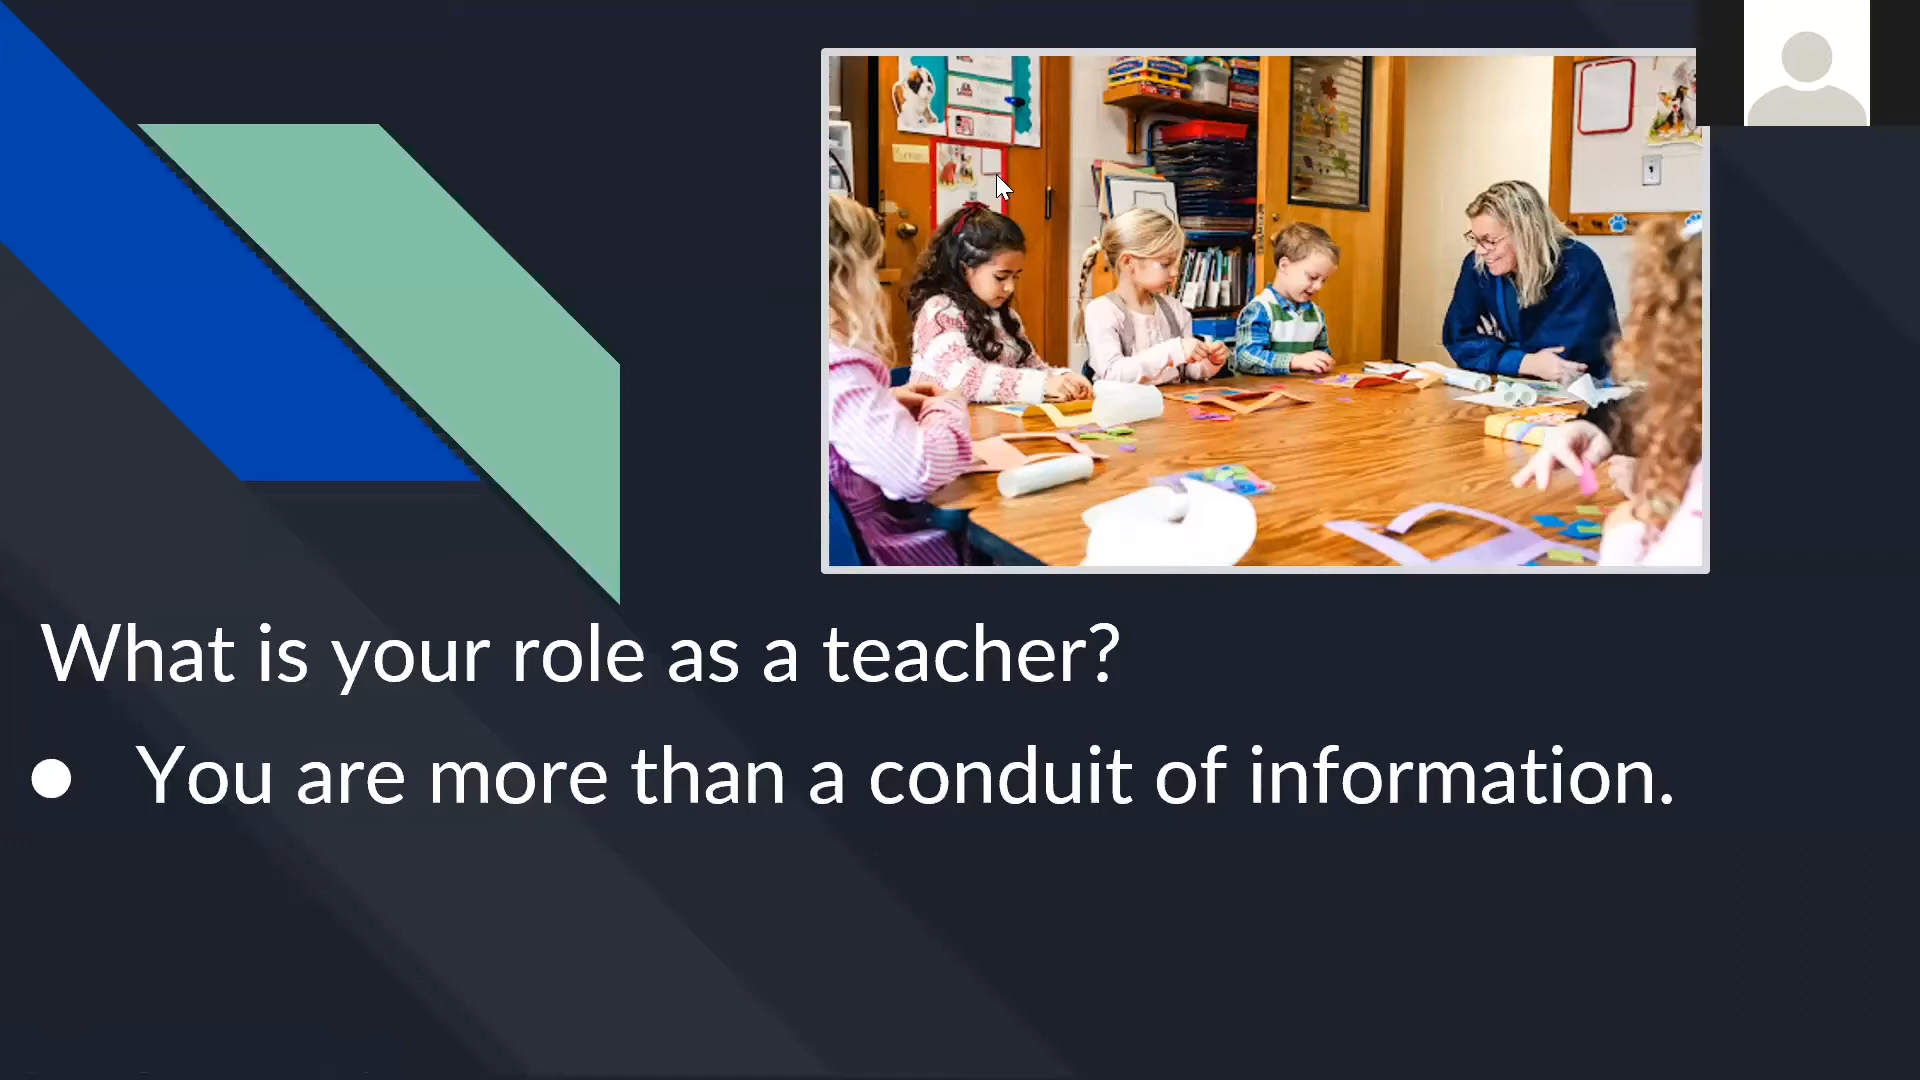 What is your role as a teacher?
● You are more than a conduit of information.